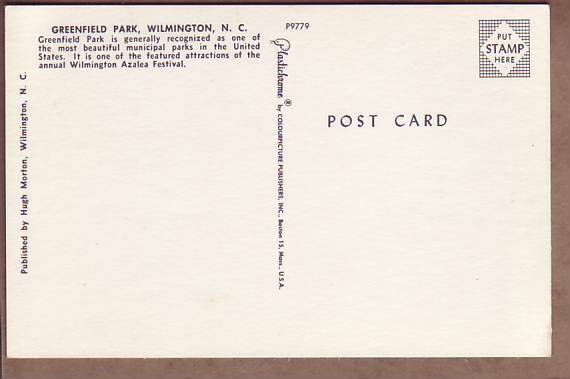 GREENFIELD PARK, WILMINGTON, N. C.
Greenfield Park is generally recognized as one of
the most beautiful municipal parks in the United
States. It is one of the featured attractions of the
annual Wilmington Azalea Festival.
Published by Hugh Morton, Wilmington, N. C.
P9779
Plastichrome ® by COLOURPICTURE PUBLISHERS, INC., Boston 15, Mass., U.S.A.
PUT
STAMP
HERE
POST CARD